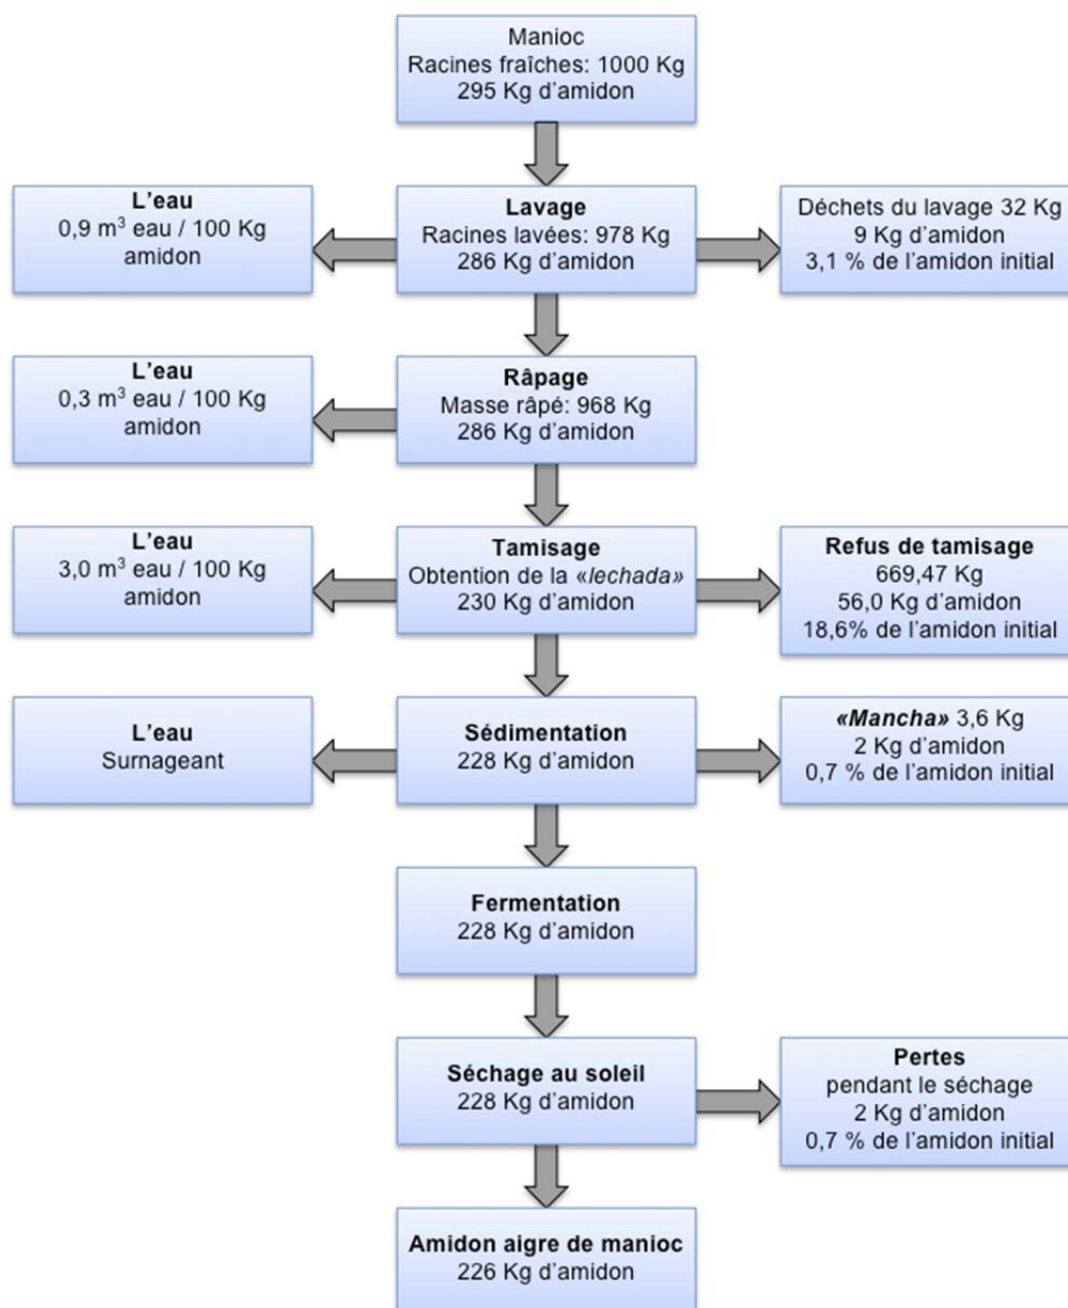 Manioc
Racines fraîches: 1000 Kg
295 Kg d'amidon
L'eau
0,9 m³ eau / 100 Kg
amidon
Lavage
Racines lavées: 978 Kg
286 Kg d'amidon
Déchets du lavage 32 Kg
9 Kg d'amidon
3,1 % de l'amidon initial
L'eau
0,3 m³ eau / 100 Kg
amidon
Râpage
Masse râpé: 968 Kg
286 Kg d'amidon
L'eau
3,0 m³ eau / 100 Kg
amidon
Tamisage
Obtention de la «lechada»
230 Kg d'amidon
Refus de tamisage
669,47 Kg
56,0 Kg d'amidon
18,6% de l'amidon initial
L'eau
Surnageant
Sédimentation
228 Kg d'amidon
«Mancha» 3,6 Kg
2 Kg d'amidon
0,7 % de l'amidon initial
Fermentation
228 Kg d'amidon
Séchage au soleil
228 Kg d'amidon
Pertes
pendant le séchage
2 Kg d'amidon
0,7 % de l'amidon initial
Amidon aigre de manioc
226 Kg d'amidon